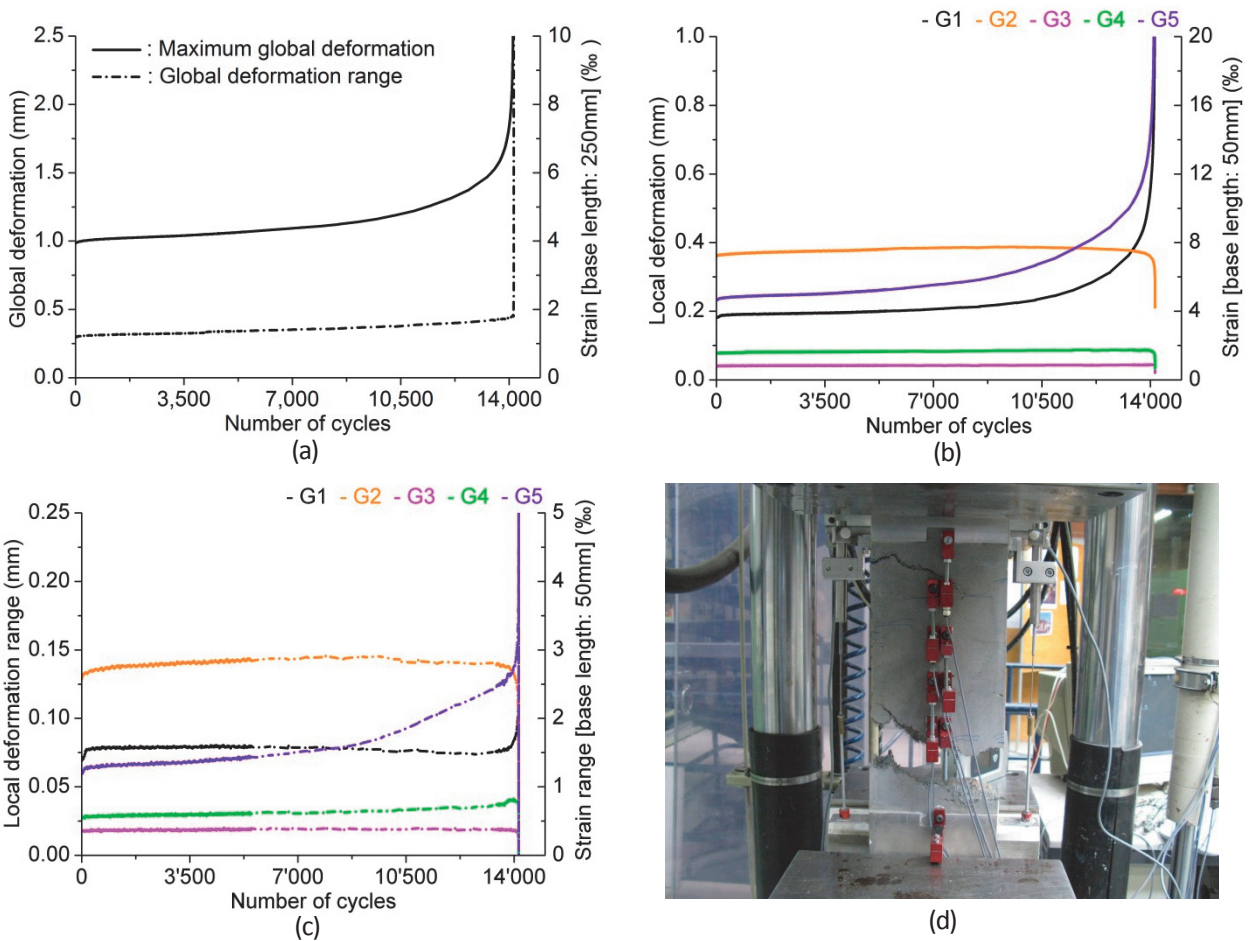 2.5
2.0
1.5
1.0
0.5
0.0
Global deformation (mm)
: Maximum global deformation
: Global deformation range
10
8
6
4
2
0
Strain [base length: 250mm] (‰)
0 3,500 7,000 10,500 14,000
Number of cycles
(a)
- G1 - G2 - G3 - G4 - G5
1.0
0.8
0.6
0.4
0.2
0.0
Local deformation (mm)
20
16
12
8
4
0
Strain [base length: 50mm] (‰)
0 3'500 7'000 10'500 14'000
Number of cycles
(b)
- G1 - G2 - G3 - G4 - G5
0.25
0.20
0.15
0.10
0.05
0.00
Local deformation range (mm)
5
4
3
2
1
0
Strain range [base length: 50mm] (‰)
0 3'500 7'000 10'500 14'000
Number of cycles
(c)
(d)